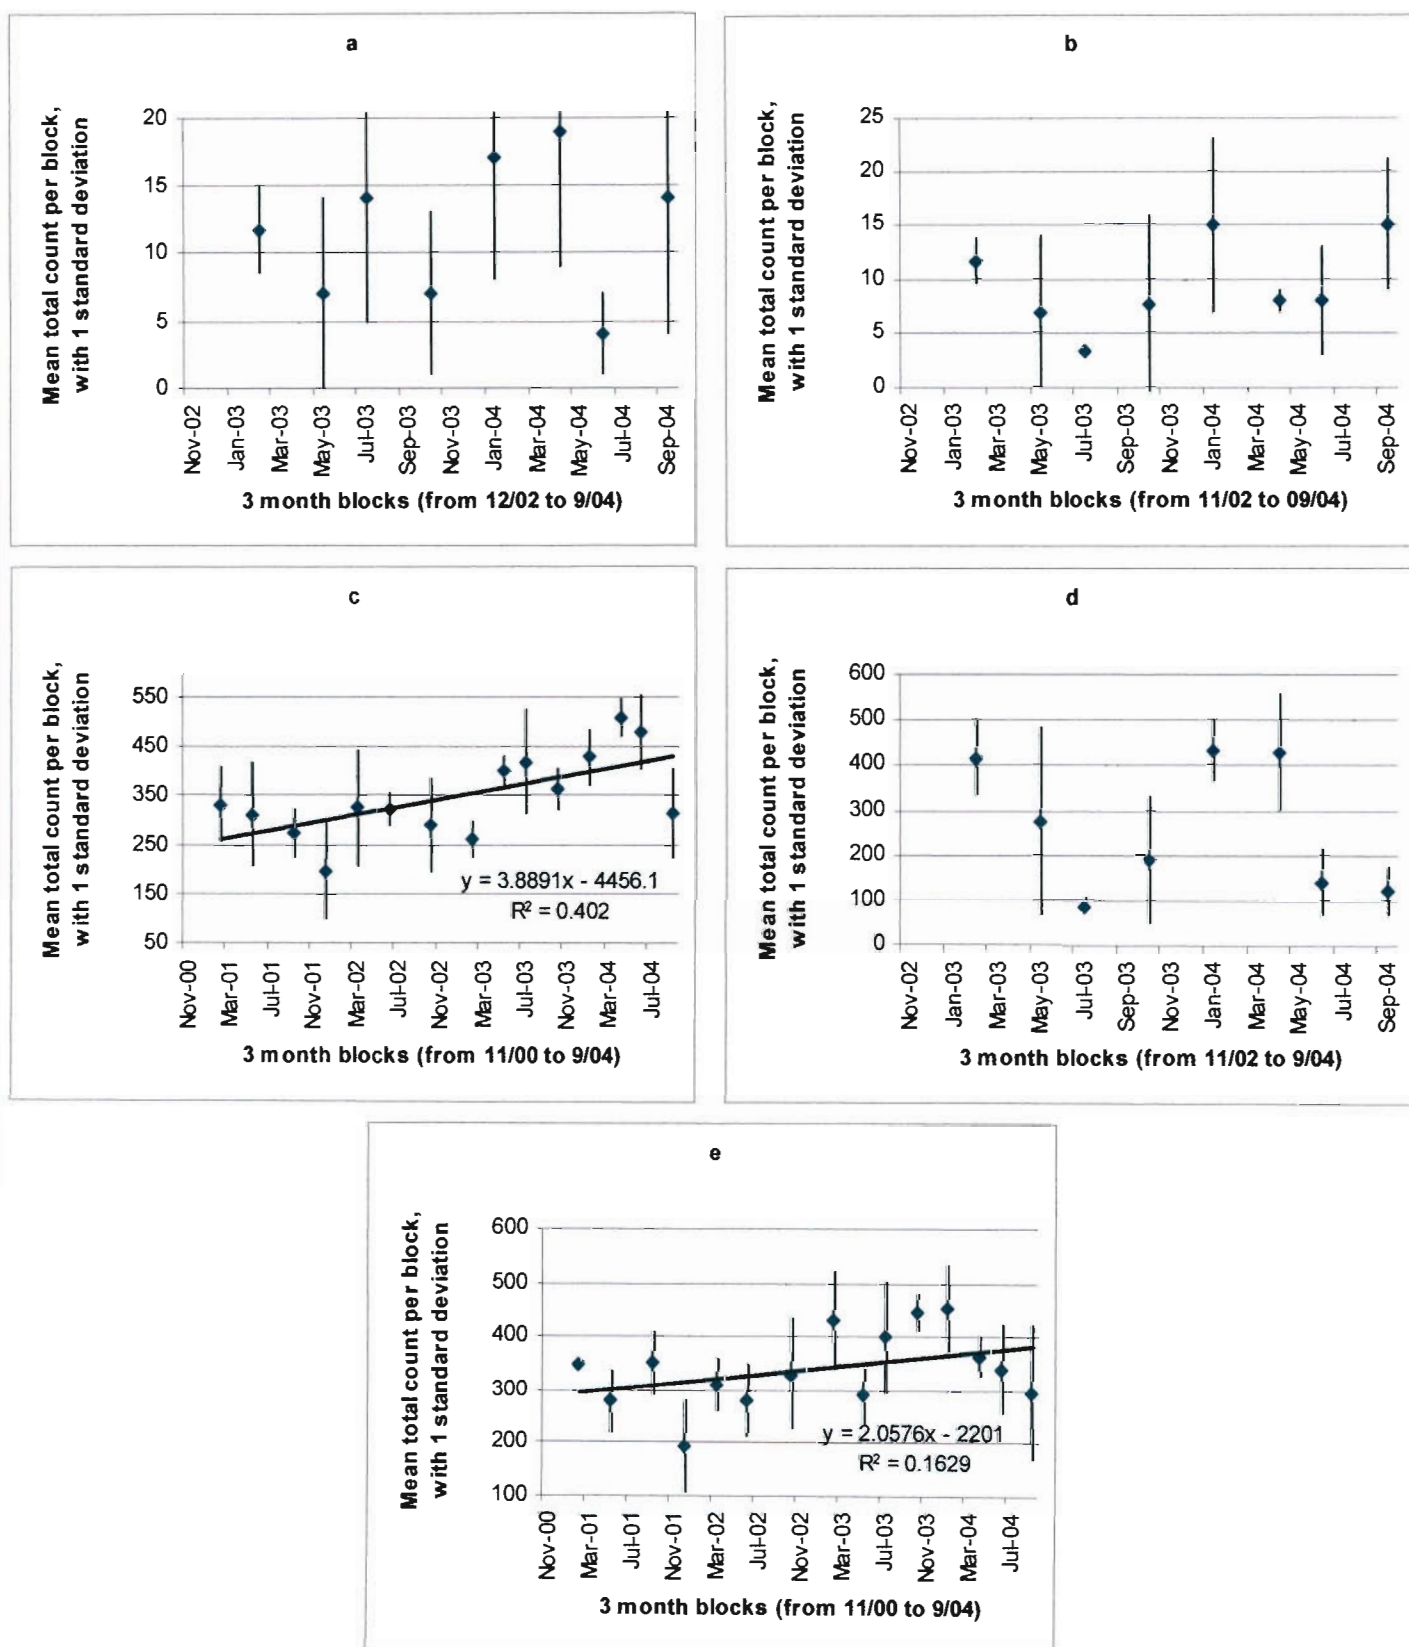 a
Mean total count per block,
with 1 standard deviation
20
15
10
5
0
Nov-02
Jan-03
Mar-03
May-03
Jul-03
Sep-03
Nov-03
Jan-04
Mar-04
May-04
Jul-04
Sep-04
3 month blocks (from 12/02 to 9/04)
b
Mean total count per block,
with 1 standard deviation
25
20
15
10
5
0
Nov-02
Jan-03
Mar-03
May-03
Jul-03
Sep-03
Nov-03
Jan-04
Mar-04
May-04
Jul-04
Sep-04
3 month blocks (from 11/02 to 09/04)
c
Mean total count per block,
with 1 standard deviation
550
450
350
250
150
50
y = 3.8891x - 4456.1
R² = 0.402
Nov-00
Mar-01
Jul-01
Nov-01
Mar-02
Jul-02
Nov-02
Mar-03
Jul-03
Nov-03
Mar-04
Jul-04
3 month blocks (from 11/00 to 9/04)
d
Mean total count per block,
with 1 standard deviation
600
500
400
300
200
100
0
Nov-02
Jan-03
Mar-03
May-03
Jul-03
Sep-03
Nov-03
Jan-04
Mar-04
May-04
Jul-04
Sep-04
3 month blocks (from 11/02 to 9/04)
e
Mean total count per block,
with 1 standard deviation
600
500
400
300
200
100
y = 2.0576x - 2201
R² = 0.1629
Nov-00
Mar-01
Jul-01
Nov-01
Mar-02
Jul-02
Nov-02
Mar-03
Jul-03
Nov-03
Mar-04
Jul-04
3 month blocks (from 11/00 to 9/04)